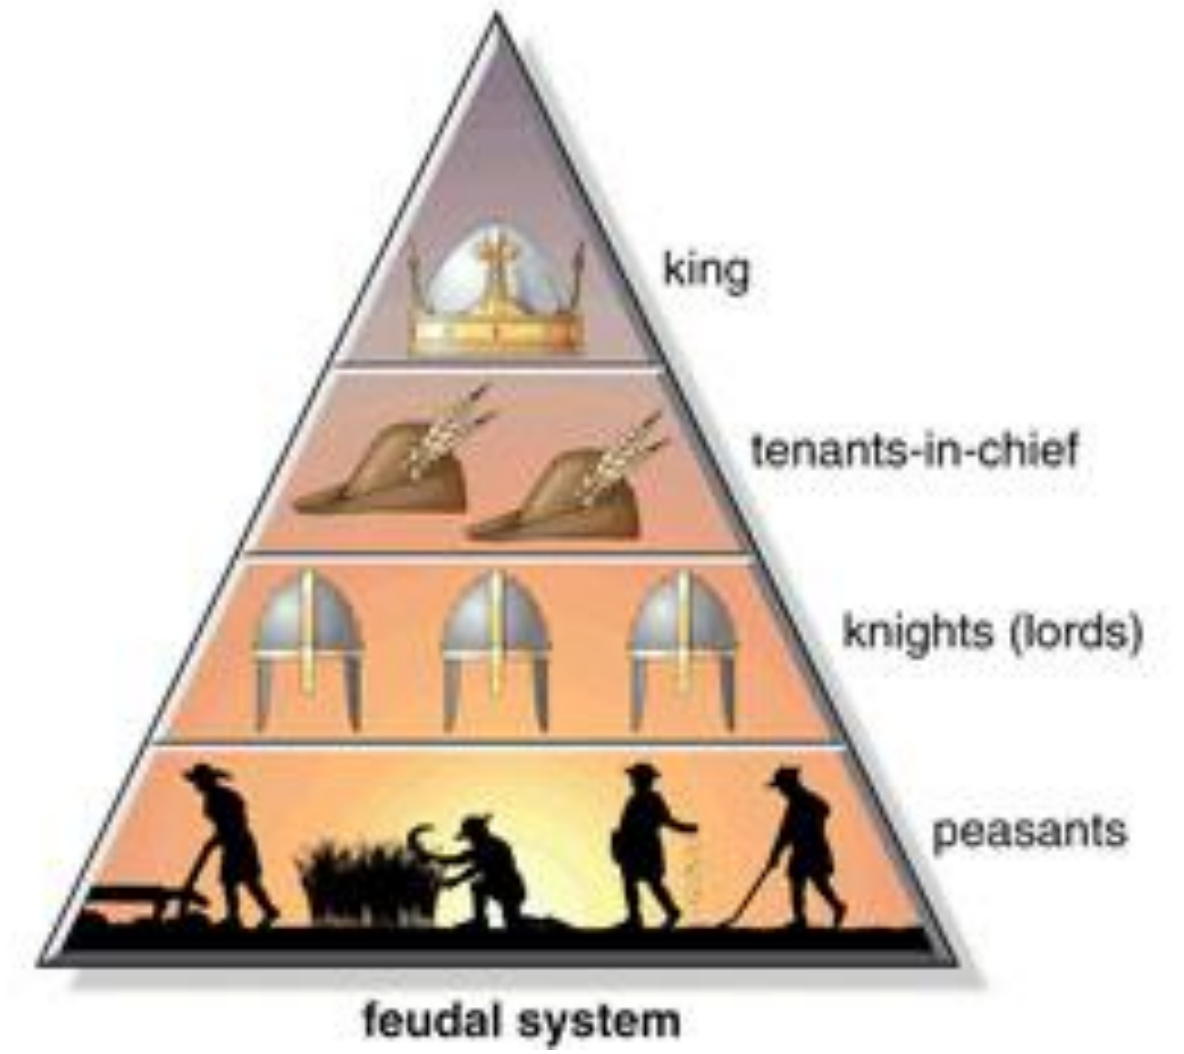 king
tenants-in-chief
knights (lords)
peasants
feudal system